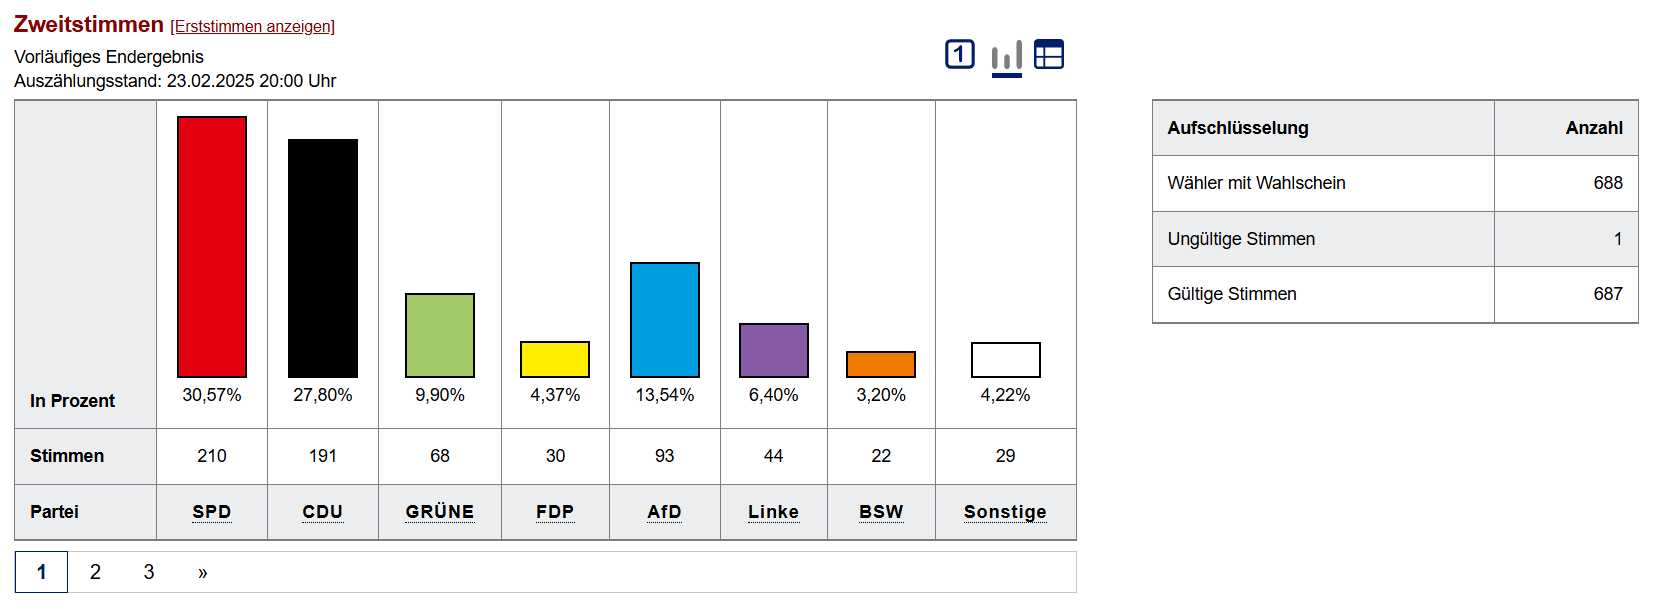 Zweitstimmen [Erststimmen anzeigen]
Vorläufiges Endergebnis
Auszählungsstand: 23.02.2025 20:00 Uhr
1
In Prozent 30,57% 27,80% 9,90% 4,37% 13,54% 6,40% 3,20% 4,22%
Stimmen 210 191 68 30 93 44 22 29
Partei SPD CDU GRÜNE FDP AfD Linke BSW Sonstige
1 2 3 »
Aufschlüsselung Anzahl
Wähler mit Wahlschein 688
Ungültige Stimmen 1
Gültige Stimmen 687